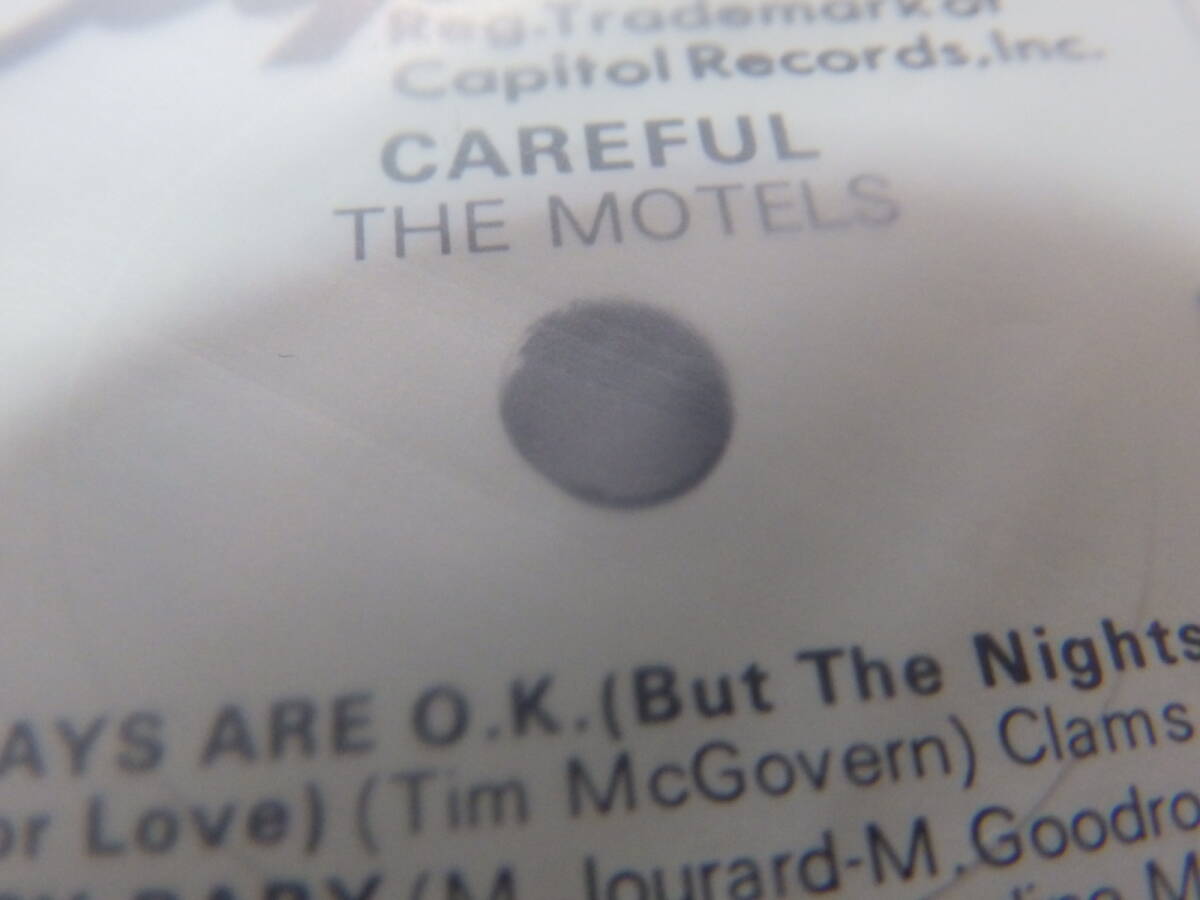 Reg. Trademark of
Capitol Records, Inc.
CAREFUL
THE MOTELS
AYS ARE O.K. (But The Nights
or Love) (Tim McGovern) Clams
BABY (M. Jourard-M. Goodro